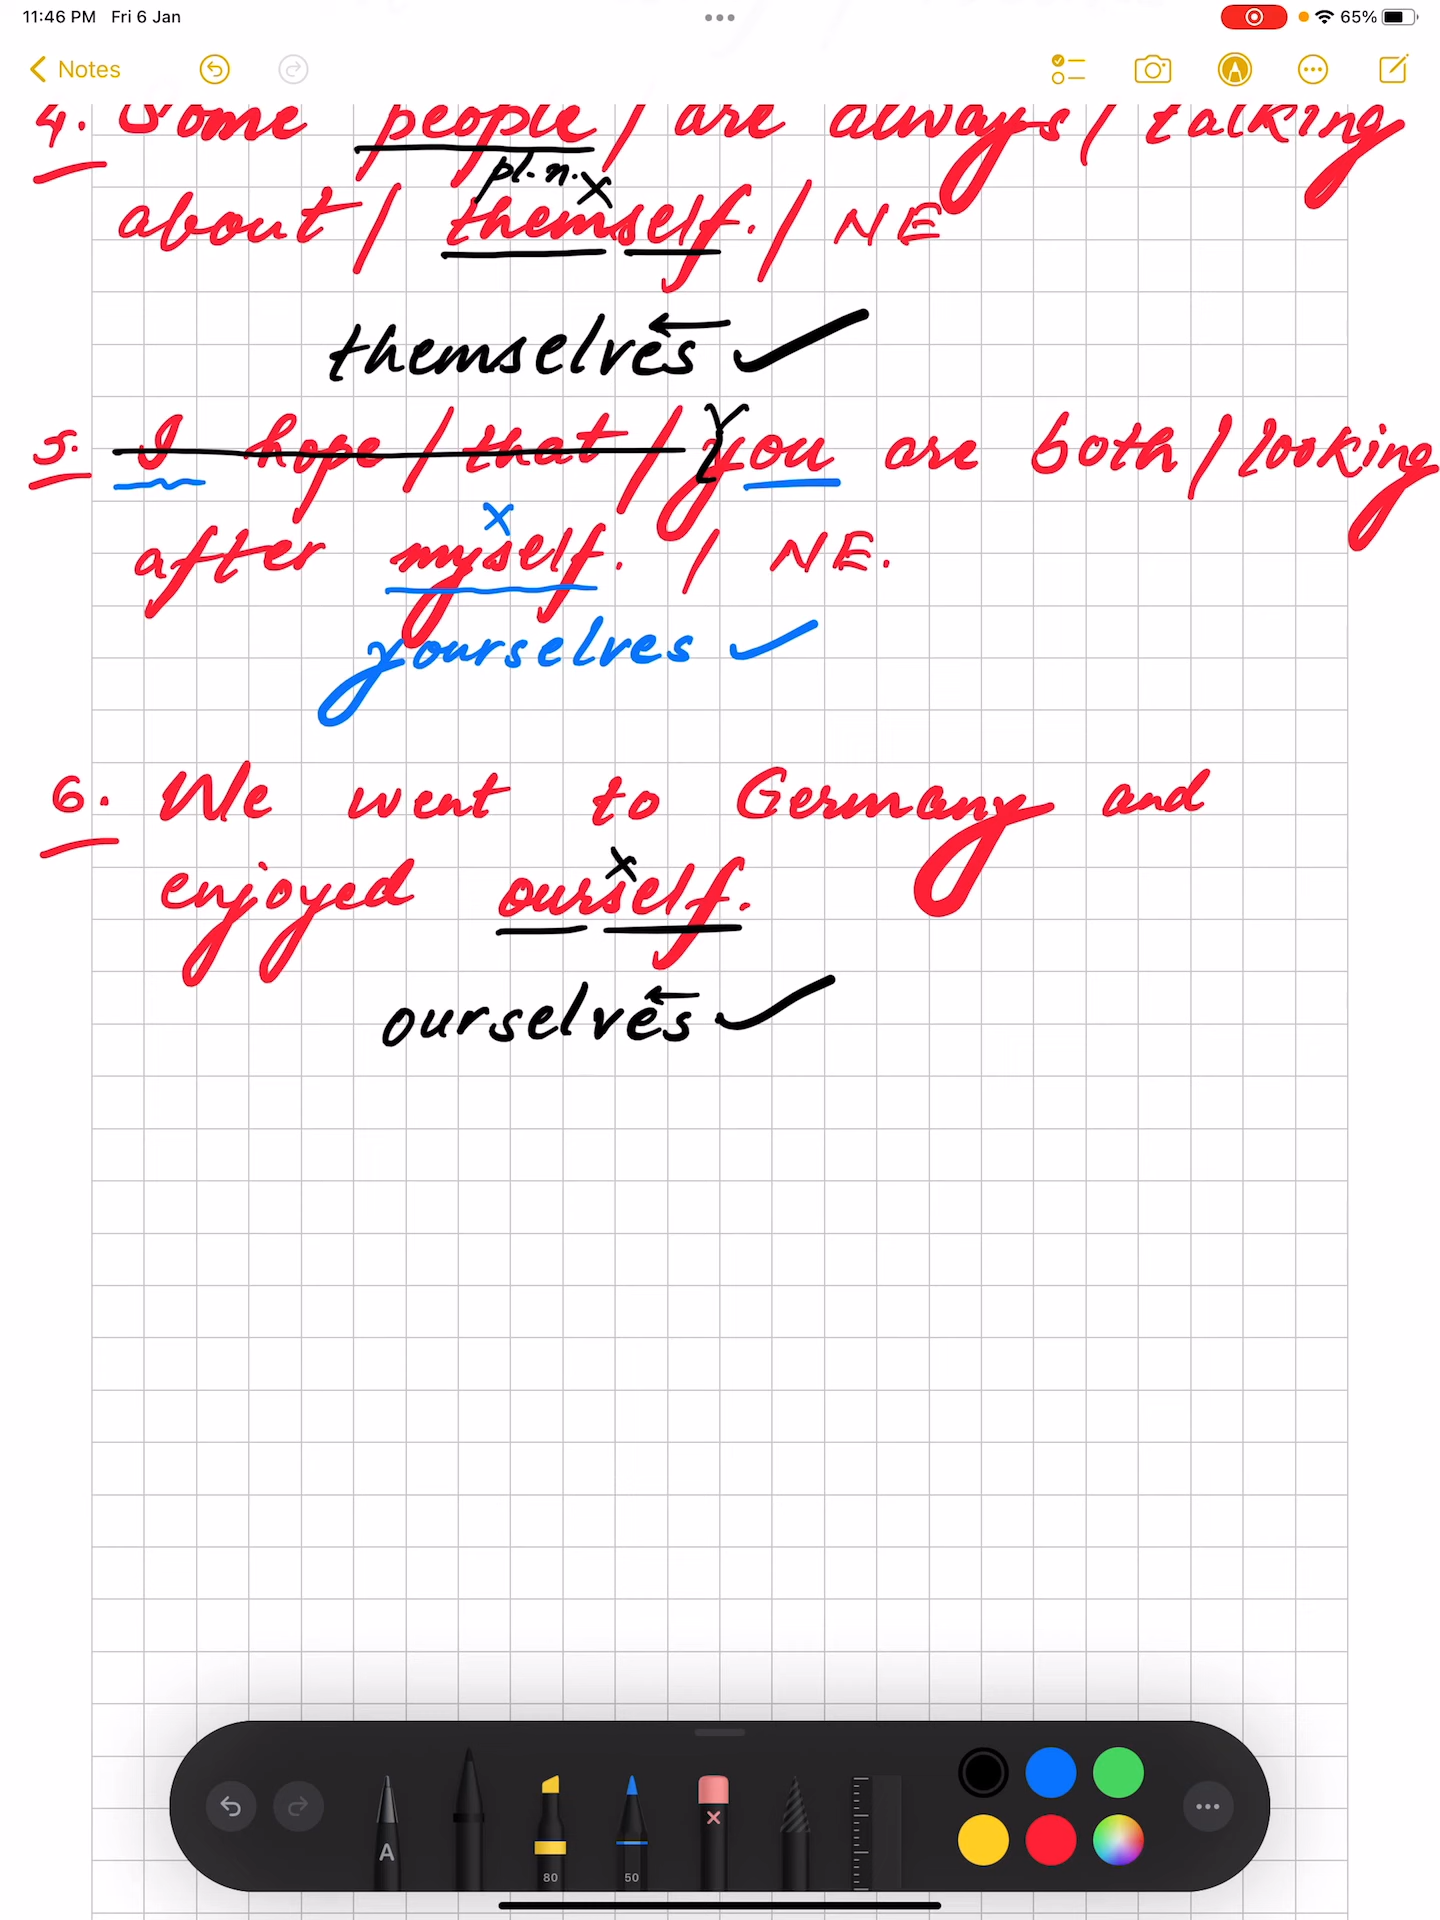 11:46 PM Fri 6 Jan
65%
Notes
4. Some people / are always / talking
pl. n. x
about / themself. / NE
themselves ✓
5. I hope / that / you are both / looking
x
after myself. / NE.
yourselves ✓
6. We went to Germany and
x
enjoyed ourself.
ourselves ✓
A
80
50